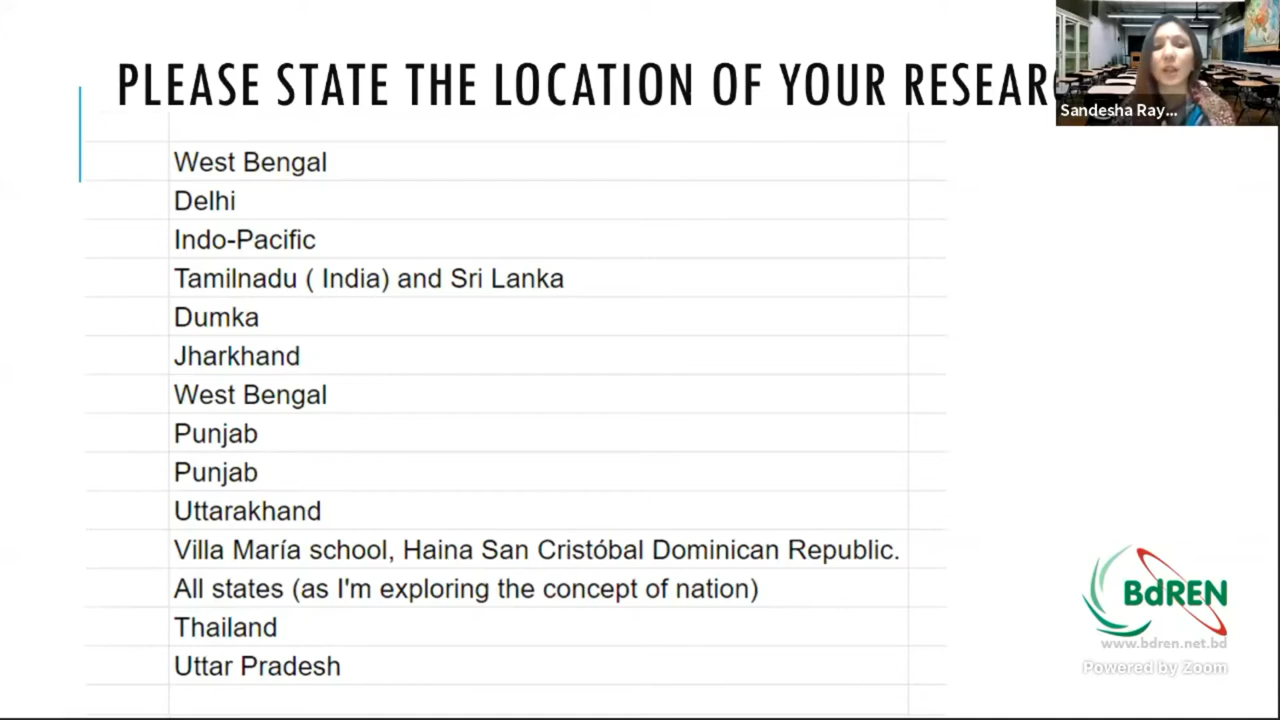 PLEASE STATE THE LOCATION OF YOUR RESEAR
Sandesha Ray...
West Bengal
Delhi
Indo-Pacific
Tamilnadu ( India) and Sri Lanka
Dumka
Jharkhand
West Bengal
Punjab
Punjab
Uttarakhand
Villa María school, Haina San Cristóbal Dominican Republic.
All states (as I'm exploring the concept of nation)
Thailand
Uttar Pradesh
BdREN
www.bdren.net.bd
Powered by Zoom